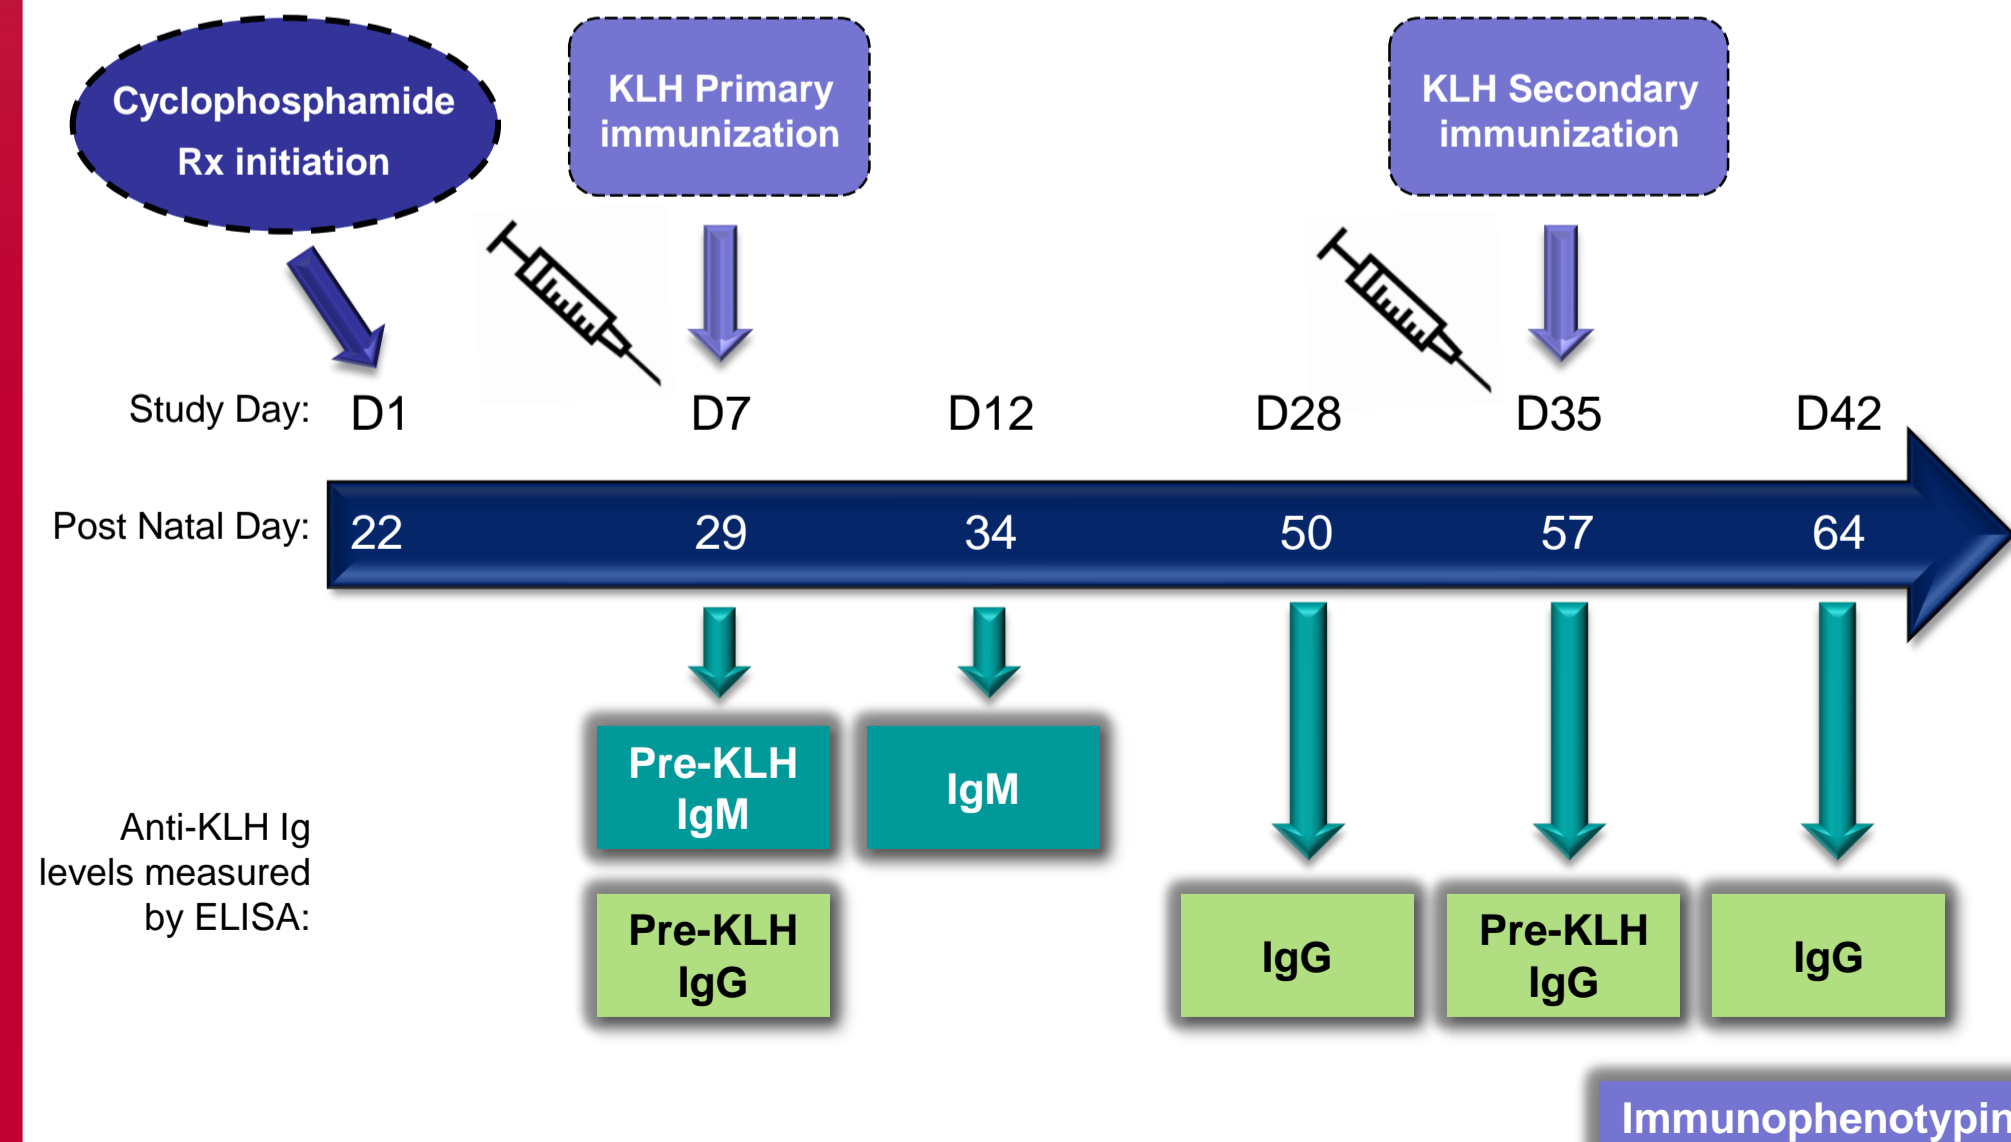 Cyclophosphamide
Rx initiation
KLH Primary
immunization
KLH Secondary
immunization
Study Day: D1 D7 D12 D28 D35 D42
Post Natal Day: 22 29 34 50 57 64
Anti-KLH Ig
levels measured
by ELISA:
Pre-KLH
IgM
IgM
Pre-KLH
IgG
IgG
Pre-KLH
IgG
IgG
Immunophenotypin